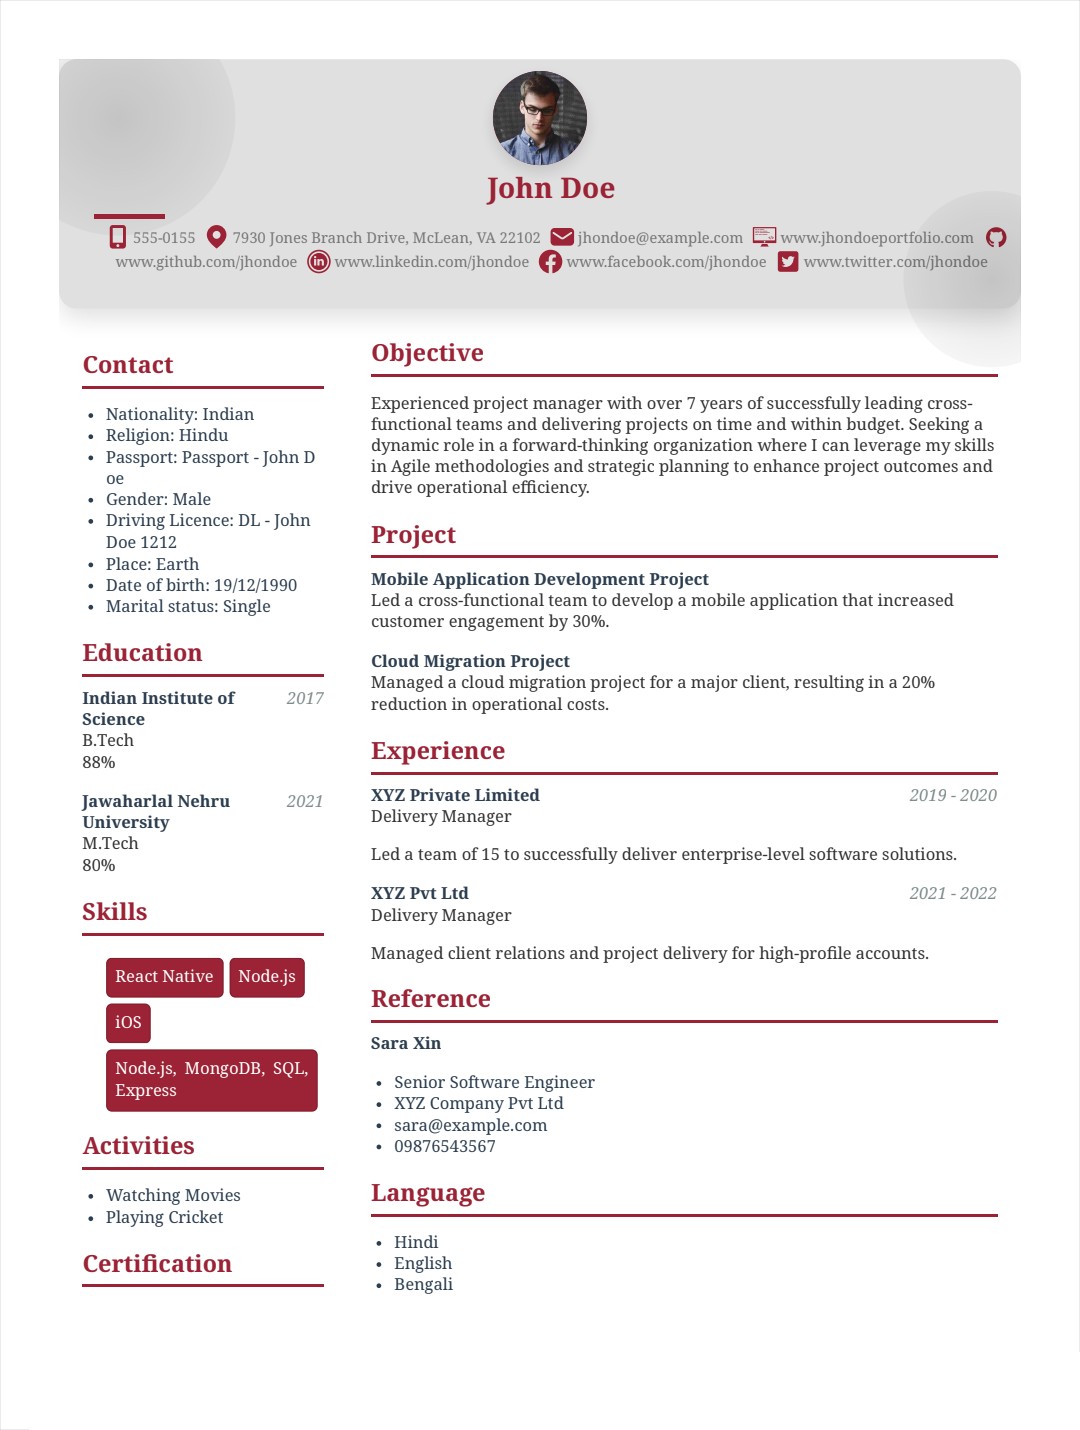 John Doe
555-0155 7930 Jones Branch Drive, McLean, VA 22102 jhondoe@example.com www.jhondoeportfolio.com
www.github.com/jhondoe www.linkedin.com/jhondoe www.facebook.com/jhondoe www.twitter.com/jhondoe
Contact
Nationality: Indian
Religion: Hindu
Passport: Passport - John D
oe
Gender: Male
Driving Licence: DL - John
Doe 1212
Place: Earth
Date of birth: 19/12/1990
Marital status: Single
Education
Indian Institute of 2017
Science
B.Tech
88%
Jawaharlal Nehru 2021
University
M.Tech
80%
Skills
React Native Node.js
iOS
Node.js, MongoDB, SQL,
Express
Activities
Watching Movies
Playing Cricket
Certification
Objective
Experienced project manager with over 7 years of successfully leading cross-
functional teams and delivering projects on time and within budget. Seeking a
dynamic role in a forward-thinking organization where I can leverage my skills
in Agile methodologies and strategic planning to enhance project outcomes and
drive operational efficiency.
Project
Mobile Application Development Project
Led a cross-functional team to develop a mobile application that increased
customer engagement by 30%.
Cloud Migration Project
Managed a cloud migration project for a major client, resulting in a 20%
reduction in operational costs.
Experience
XYZ Private Limited 2019 - 2020
Delivery Manager
Led a team of 15 to successfully deliver enterprise-level software solutions.
XYZ Pvt Ltd 2021 - 2022
Delivery Manager
Managed client relations and project delivery for high-profile accounts.
Reference
Sara Xin
Senior Software Engineer
XYZ Company Pvt Ltd
sara@example.com
09876543567
Language
Hindi
English
Bengali